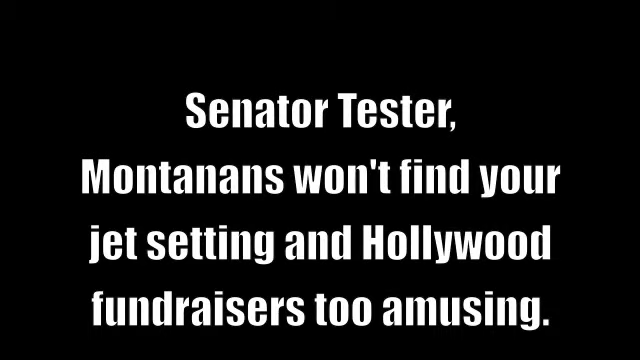 Senator Tester,
Montanans won't find your
jet setting and Hollywood
fundraisers too amusing.